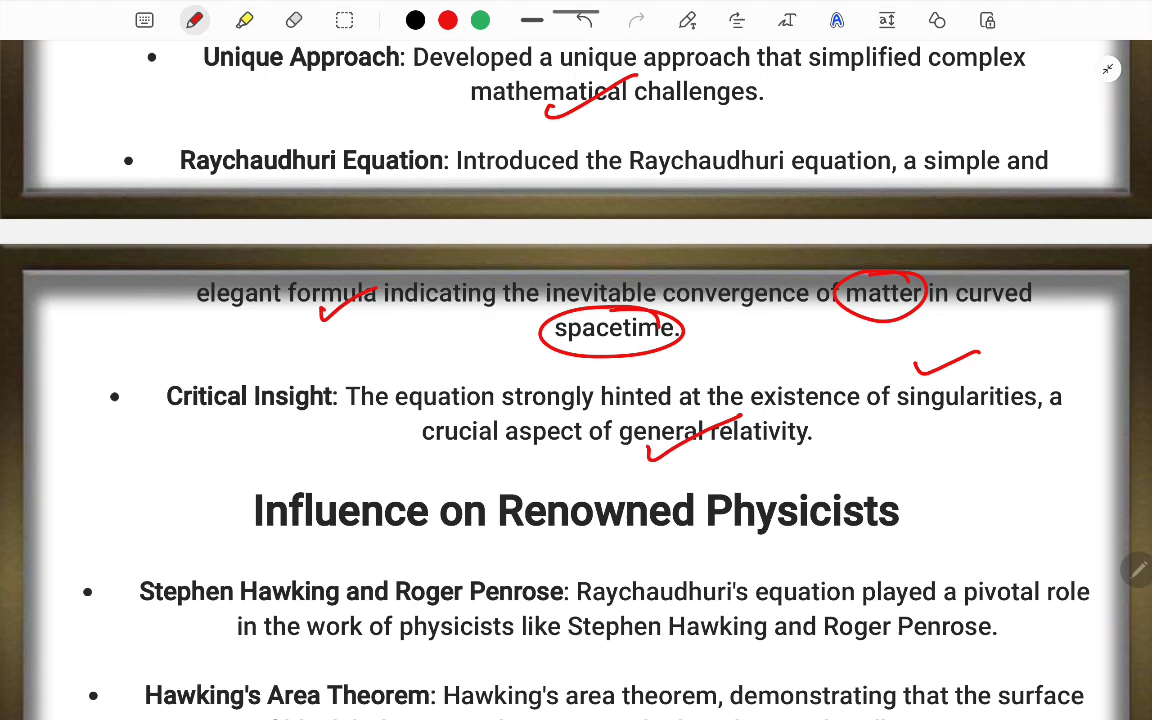 • Unique Approach: Developed a unique approach that simplified complex
mathematical challenges.
• Raychaudhuri Equation: Introduced the Raychaudhuri equation, a simple and
elegant formula indicating the inevitable convergence of matter in curved
spacetime.
• Critical Insight: The equation strongly hinted at the existence of singularities, a
crucial aspect of general relativity.
Influence on Renowned Physicists
• Stephen Hawking and Roger Penrose: Raychaudhuri's equation played a pivotal role
in the work of physicists like Stephen Hawking and Roger Penrose.
• Hawking's Area Theorem: Hawking's area theorem, demonstrating that the surface